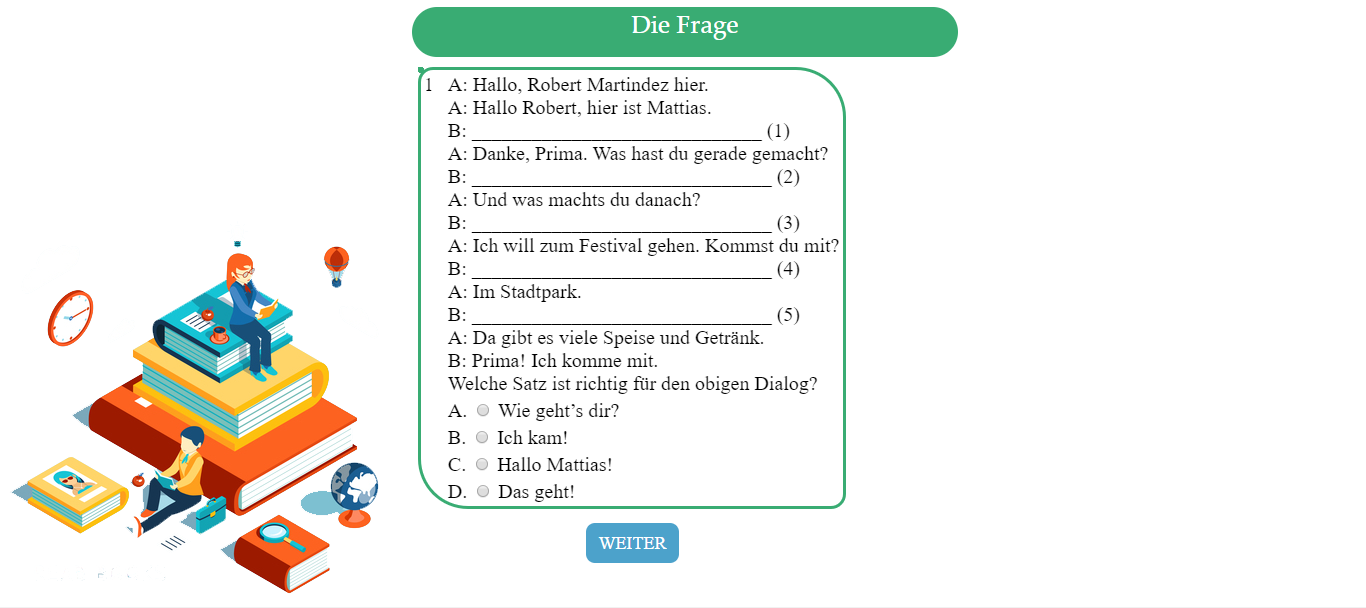 Die Frage
1 A: Hallo, Robert Martindez hier.
A: Hallo Robert, hier ist Mattias.
B: _____________________________ (1)
A: Danke, Prima. Was hast du gerade gemacht?
B: ______________________________ (2)
A: Und was machts du danach?
B: ______________________________ (3)
A: Ich will zum Festival gehen. Kommst du mit?
B: ______________________________ (4)
A: Im Stadtpark.
B: ______________________________ (5)
A: Da gibt es viele Speise und Getränk.
B: Prima! Ich komme mit.
Welche Satz ist richtig für den obigen Dialog?
A. Wie geht’s dir?
B. Ich kam!
C. Hallo Mattias!
D. Das geht!
WEITER